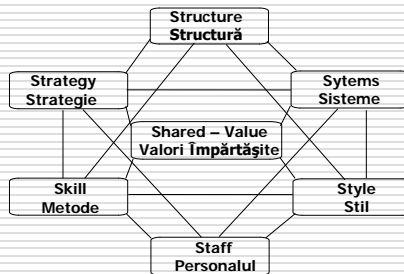 Structure
Structură
Strategy
Strategie
Sytems
Sisteme
Shared – Value
Valori Împărtăşite
Skill
Metode
Style
Stil
Staff
Personalul